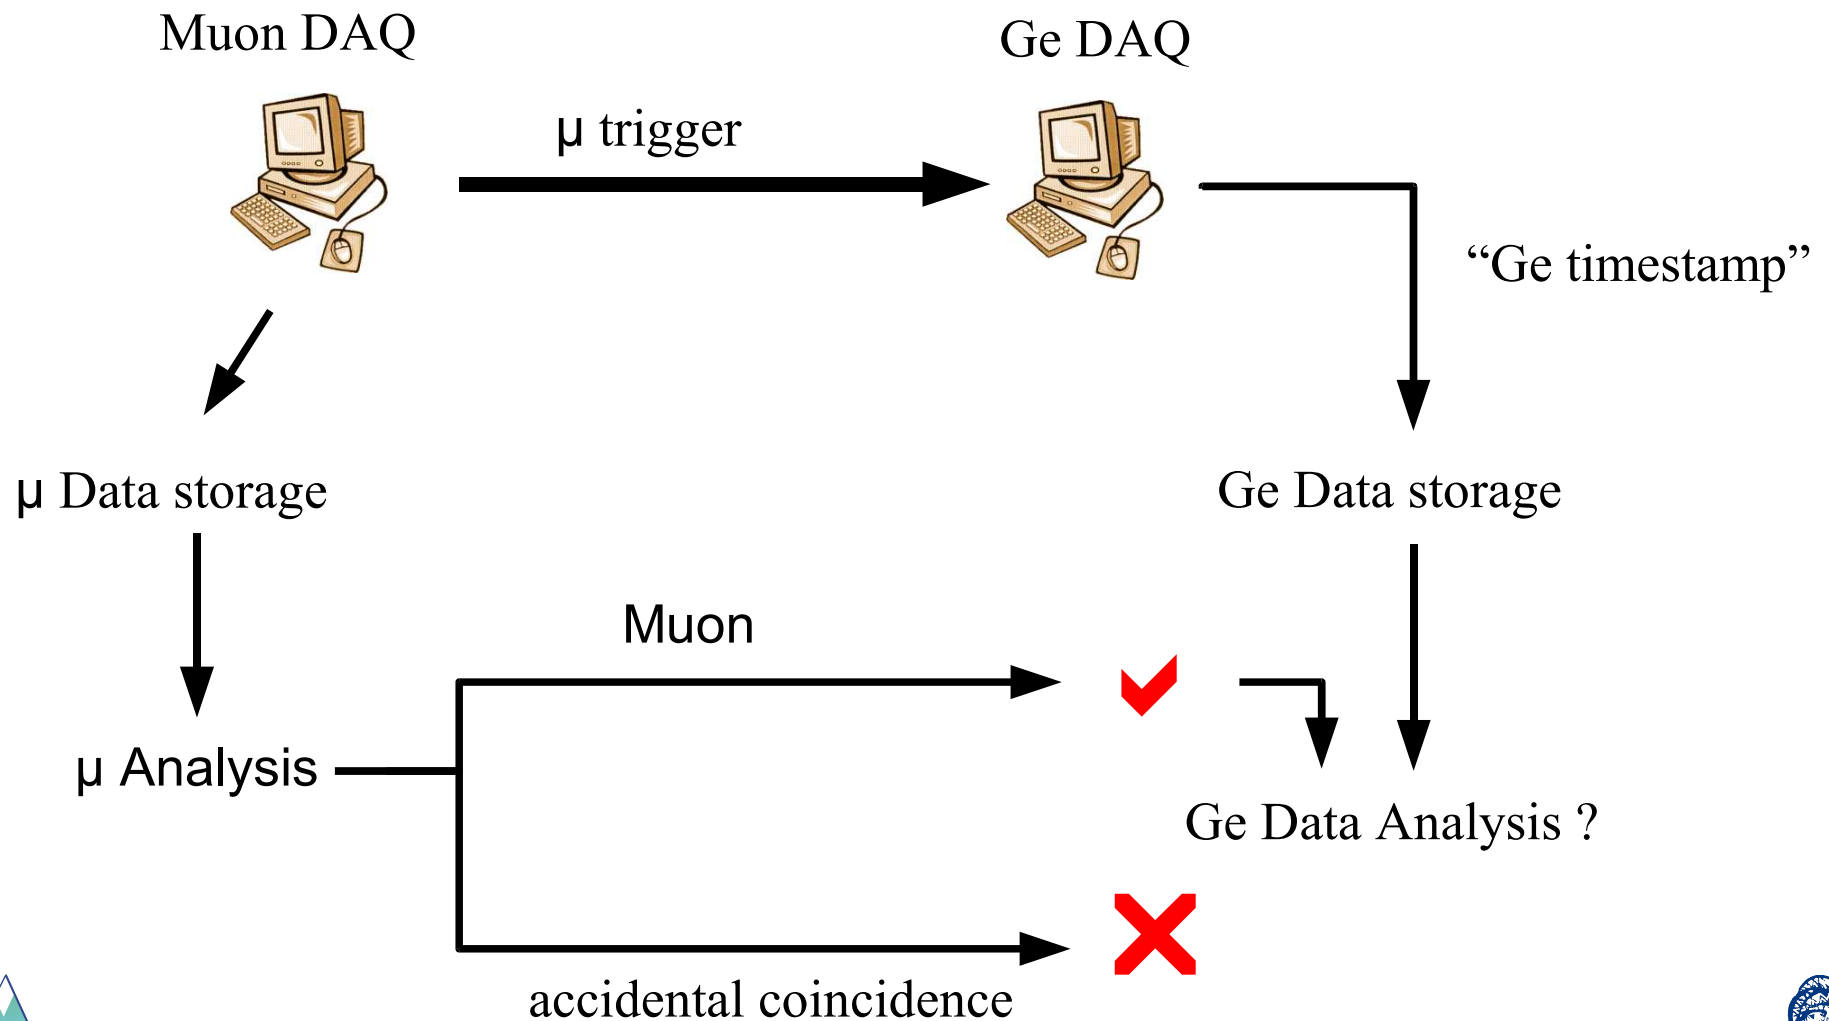 Muon DAQ
Ge DAQ
µ trigger
“Ge timestamp”
µ Data storage
Ge Data storage
Muon
µ Analysis
Ge Data Analysis ?
accidental coincidence